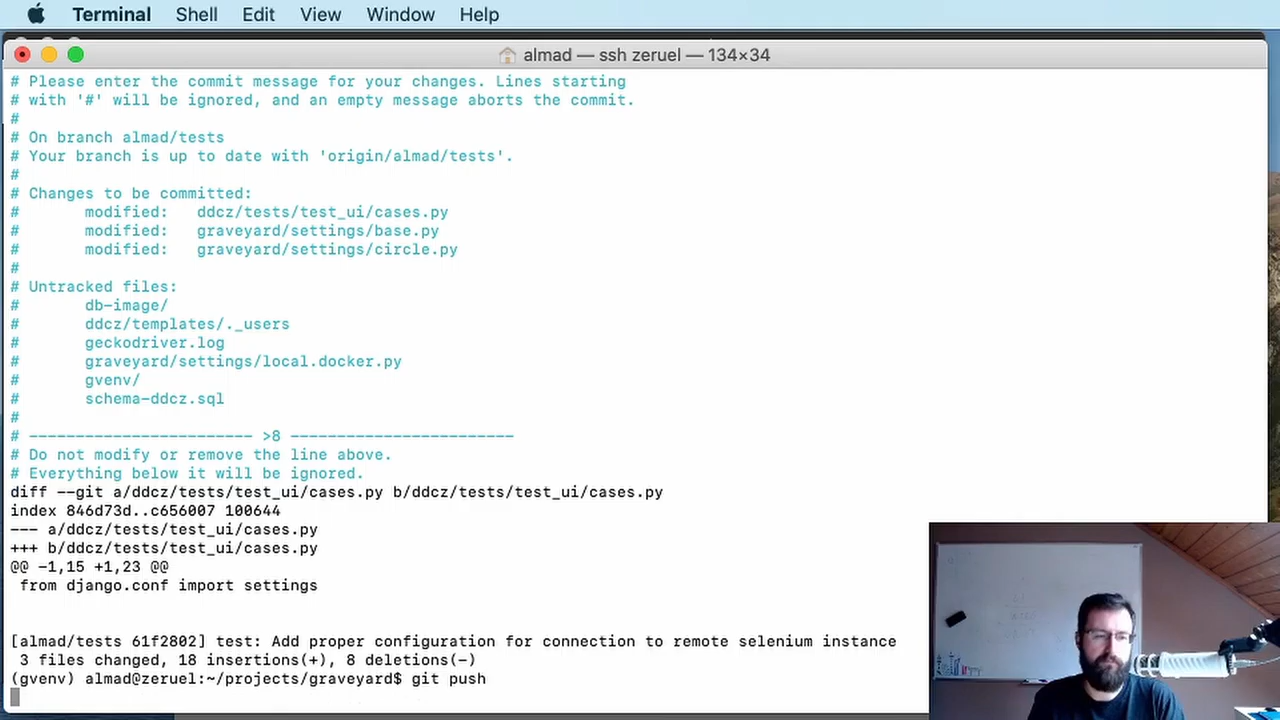 Terminal Shell Edit View Window Help
almad — ssh zeruel — 134×34
# Please enter the commit message for your changes. Lines starting
# with '#' will be ignored, and an empty message aborts the commit.
#
# On branch almad/tests
# Your branch is up to date with 'origin/almad/tests'.
#
# Changes to be committed:
#       modified:   ddcz/tests/test_ui/cases.py
#       modified:   graveyard/settings/base.py
#       modified:   graveyard/settings/circle.py
#
# Untracked files:
#       db-image/
#       ddcz/templates/._users
#       geckodriver.log
#       graveyard/settings/local.docker.py
#       gvenv/
#       schema-ddcz.sql
#
# ------------------------ >8 ------------------------
# Do not modify or remove the line above.
# Everything below it will be ignored.
diff --git a/ddcz/tests/test_ui/cases.py b/ddcz/tests/test_ui/cases.py
index 846d73d..c656007 100644
--- a/ddcz/tests/test_ui/cases.py
+++ b/ddcz/tests/test_ui/cases.py
@@ -1,15 +1,23 @@
 from django.conf import settings
[almad/tests 61f2802] test: Add proper configuration for connection to remote selenium instance
 3 files changed, 18 insertions(+), 8 deletions(-)
(gvenv) almad@zeruel:~/projects/graveyard$ git push